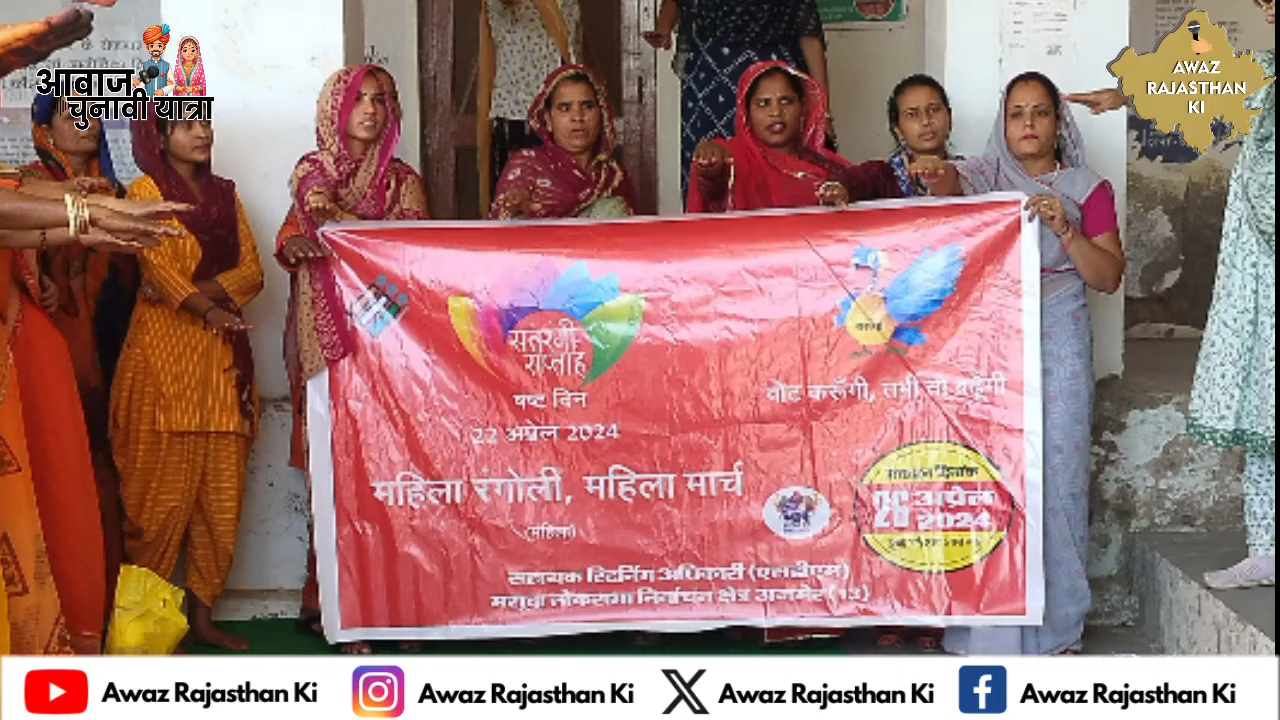 आवाज
चुनावी यात्रा
AWAZ
RAJASTHAN
KI
सतरंगी
सप्ताह
षष्ट दिन
22 अप्रेल 2024
वोट करूँगी, तभी तो बढूँगी
महिला रंगोली, महिला मार्च
(महिला)
मतदान दिनांक
26 अप्रेल
2024
सहायक रिटर्निंग अधिकारी (एसडीएम)
मसूदा लोकसभा निर्वाचन क्षेत्र अजमेर (13)
Awaz Rajasthan Ki
Awaz Rajasthan Ki
Awaz Rajasthan Ki
Awaz Rajasthan Ki